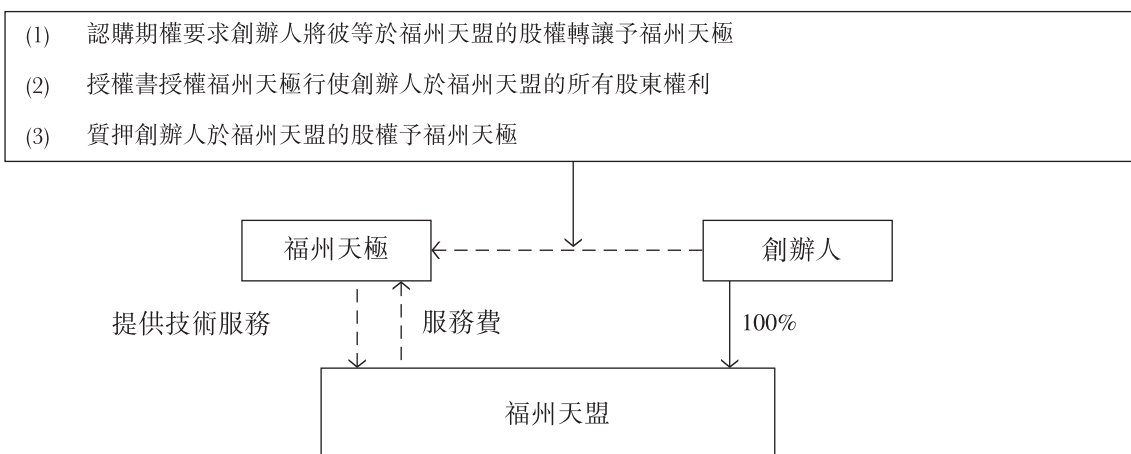 (1) 認購期權要求創辦人將彼等於福州天盟的股權轉讓予福州天極
(2) 授權書授權福州天極行使創辦人於福州天盟的所有股東權利
(3) 質押創辦人於福州天盟的股權予福州天極
福州天極
創辦人
提供技術服務
服務費
100%
福州天盟